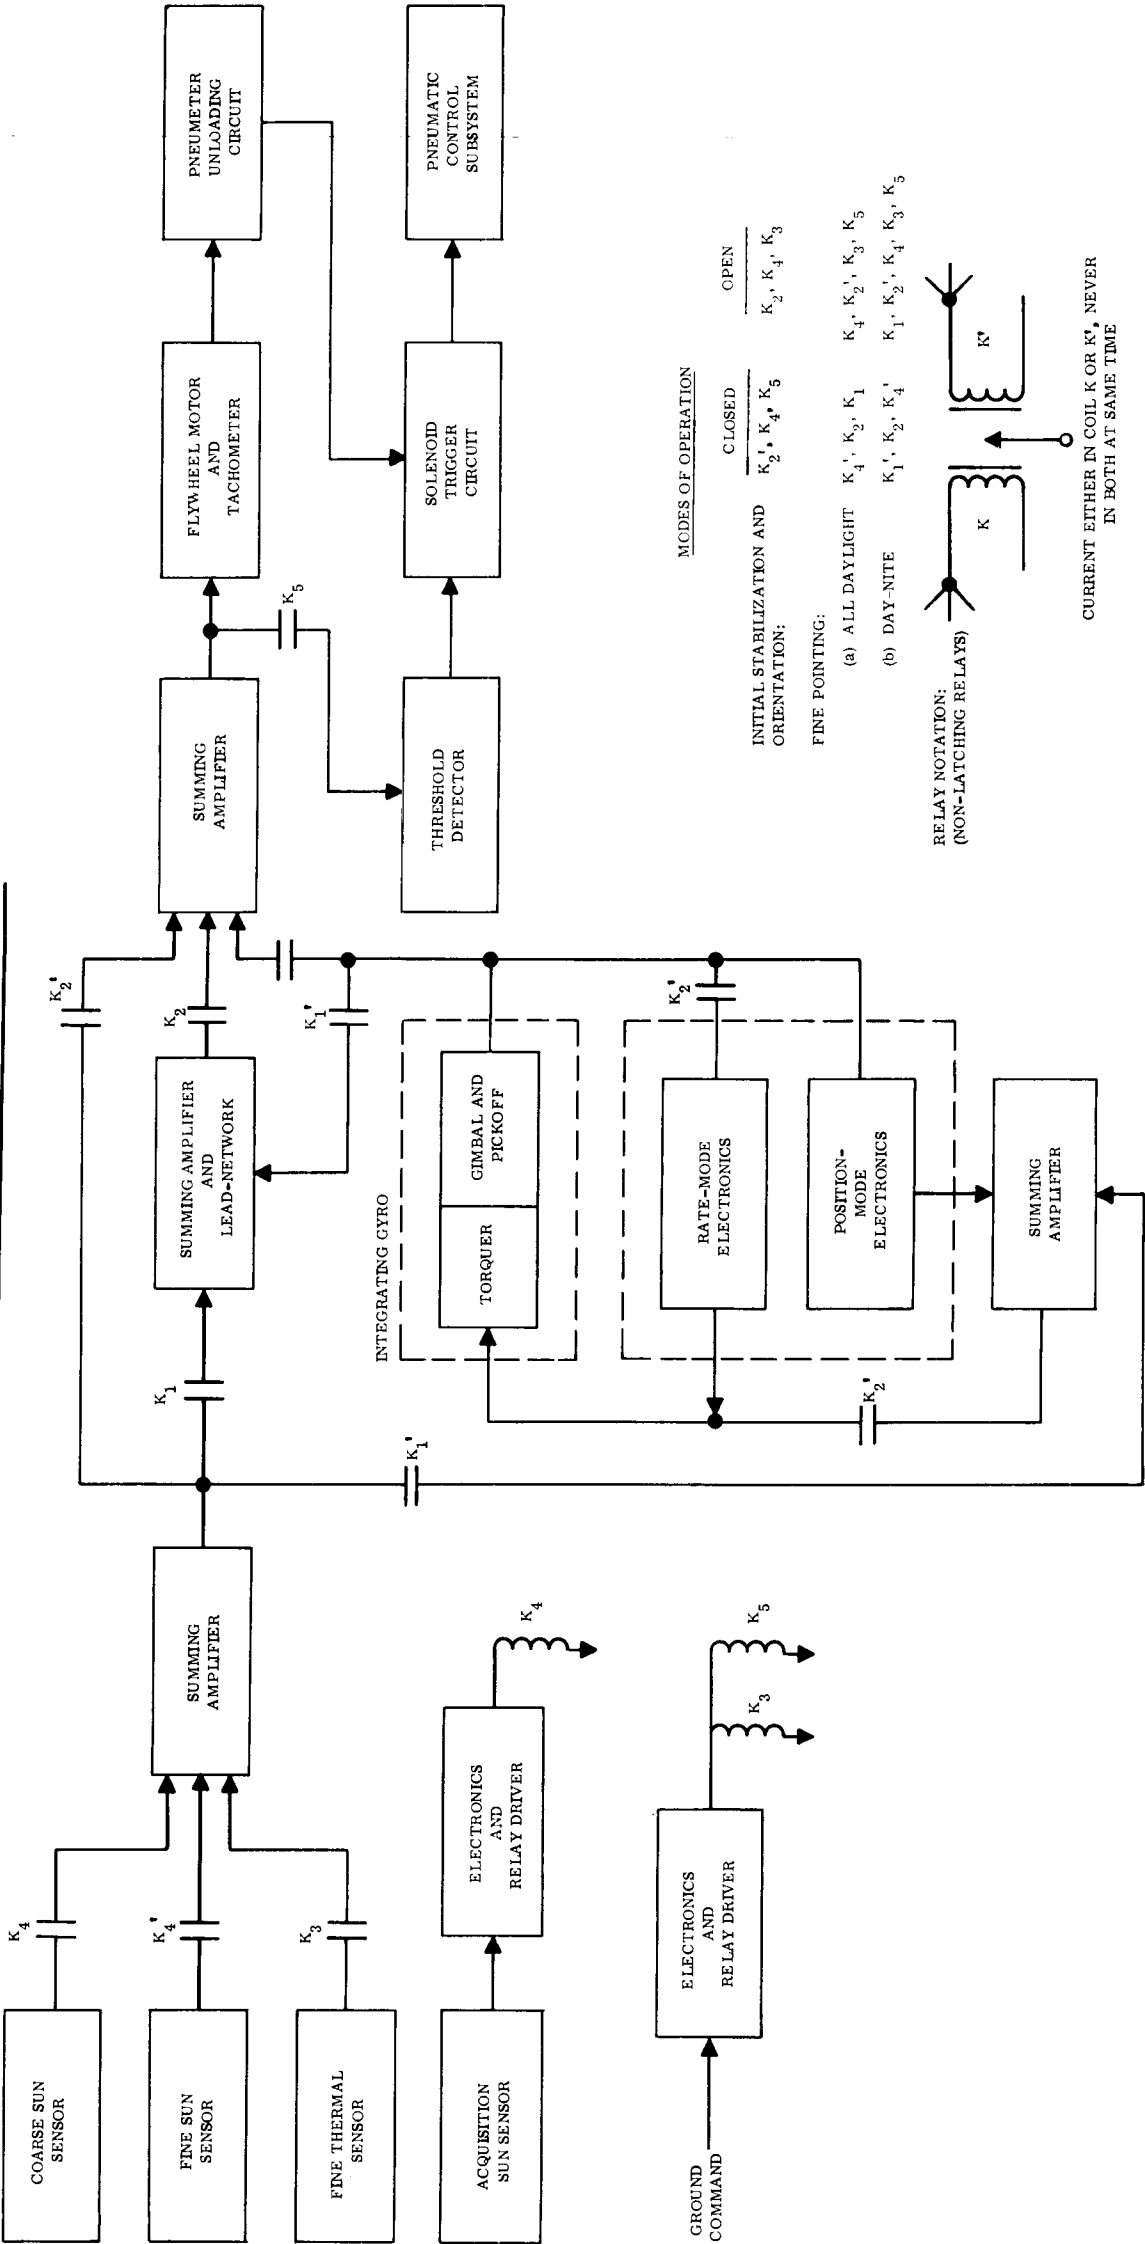 COARSE SUN
SENSOR
K4
FINE SUN
SENSOR
K4'
FINE THERMAL
SENSOR
K3
ACQUISITION
SUN SENSOR
ELECTRONICS
AND
RELAY DRIVER
K4
GROUND
COMMAND
ELECTRONICS
AND
RELAY DRIVER
K3
K5
SUMMING
AMPLIFIER
K1
K1'
K2'
SUMMING AMPLIFIER
AND
LEAD-NETWORK
K2
K1'
INTEGRATING GYRO
TORQUER
GIMBAL AND
PICKOFF
RATE-MODE
ELECTRONICS
K2'
POSITION-
MODE
ELECTRONICS
K2'
SUMMING
AMPLIFIER
SUMMING
AMPLIFIER
K5
THRESHOLD
DETECTOR
FLYWHEEL MOTOR
AND
TACHOMETER
SOLENOID
TRIGGER
CIRCUIT
PNEUMETER
UNLOADING
CIRCUIT
PNEUMATIC
CONTROL
SUBSYSTEM
MODES OF OPERATION
CLOSED OPEN
INITIAL STABILIZATION AND K2', K4, K5 K2, K4, K3
ORIENTATION:
FINE POINTING:
(a) ALL DAYLIGHT K4', K2, K1 K4, K2', K3, K5
(b) DAY-NITE K1', K2, K4' K1, K2', K4, K3, K5
RELAY NOTATION:
(NON-LATCHING RELAYS)
K K'
CURRENT EITHER IN COIL K OR K', NEVER
IN BOTH AT SAME TIME